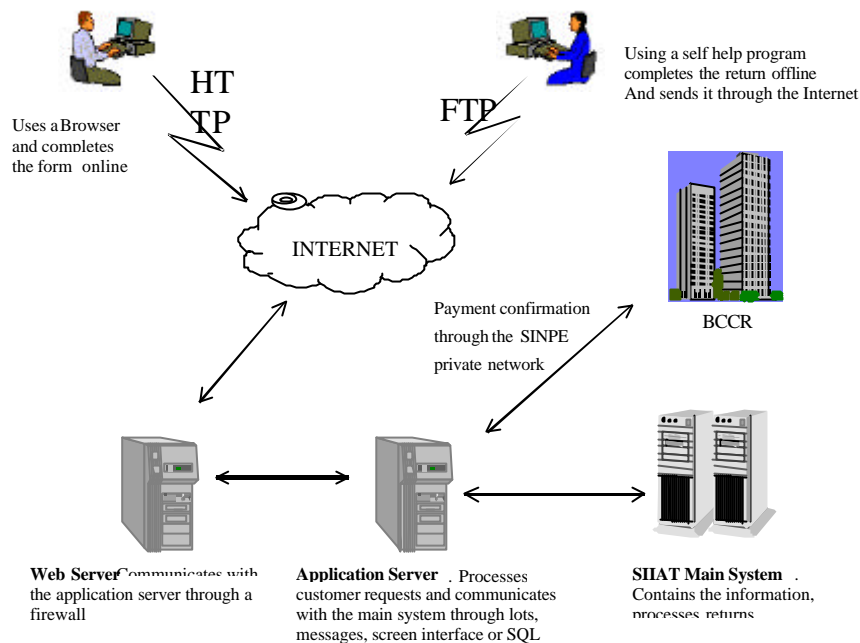 HT
TP
FTP
Using a self help program
completes the return offline
And sends it through the Internet
Uses a Browser
and completes
the form online
INTERNET
Payment confirmation
through the SINPE
private network
BCCR
Web Server Communicates with
the application server through a
firewall
Application Server . Processes
customer requests and communicates
with the main system through lots,
messages, screen interface or SQL
SIIAT Main System .
Contains the information,
processes returns